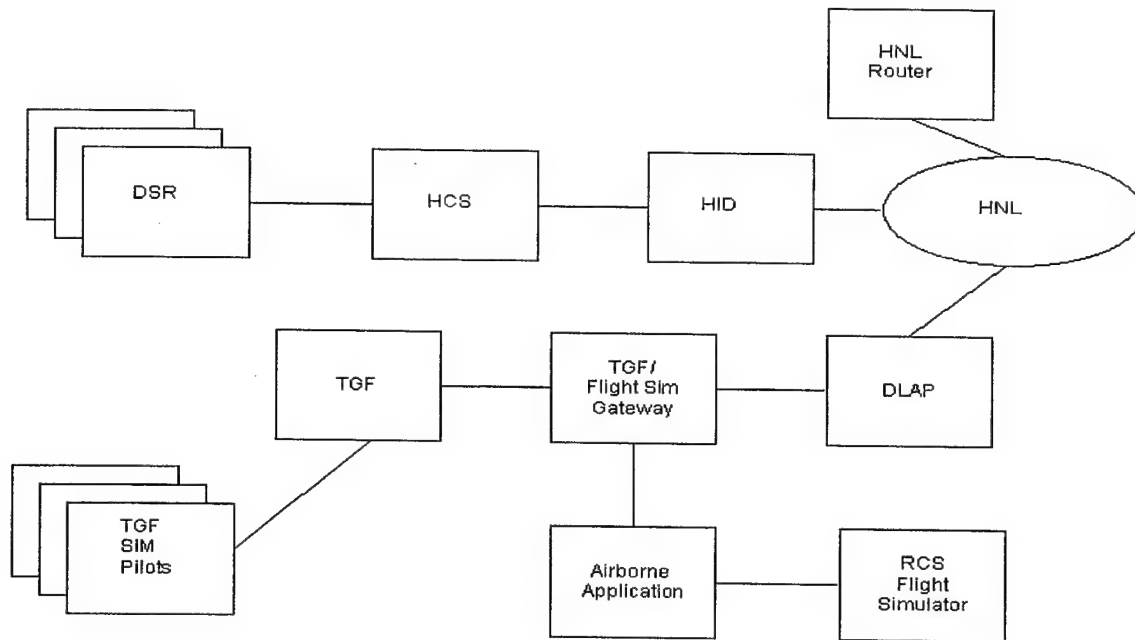 HNL
Router
DSR
HCS
HID
HNL
TGF
TGF/
Flight Sim
Gateway
DLAP
TGF
SIM
Pilots
Airborne
Application
RCS
Flight
Simulator